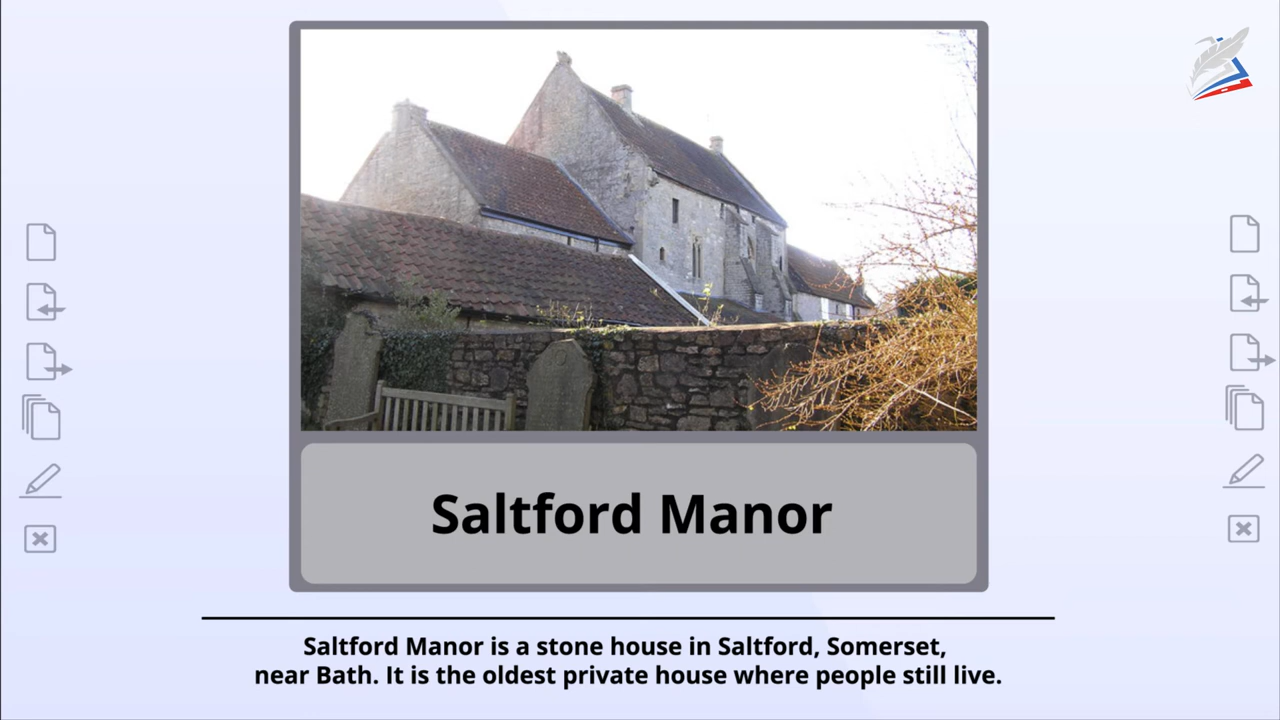 Saltford Manor
Saltford Manor is a stone house in Saltford, Somerset,
near Bath. It is the oldest private house where people still live.